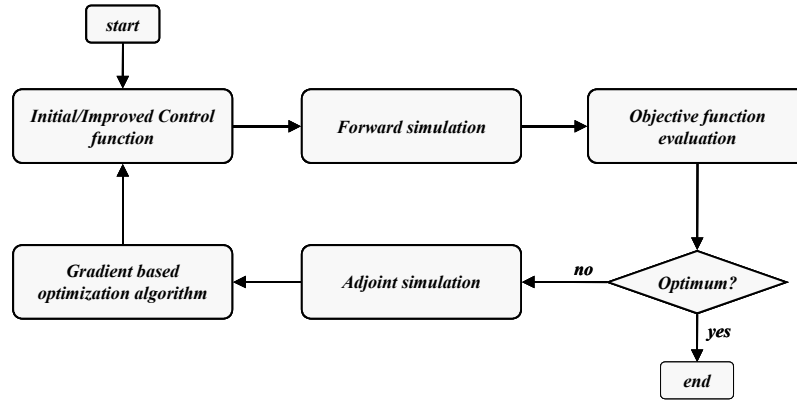 start
Initial/Improved Control
function
Forward simulation
Objective function
evaluation
Optimum?
no
yes
Adjoint simulation
Gradient based
optimization algorithm
end